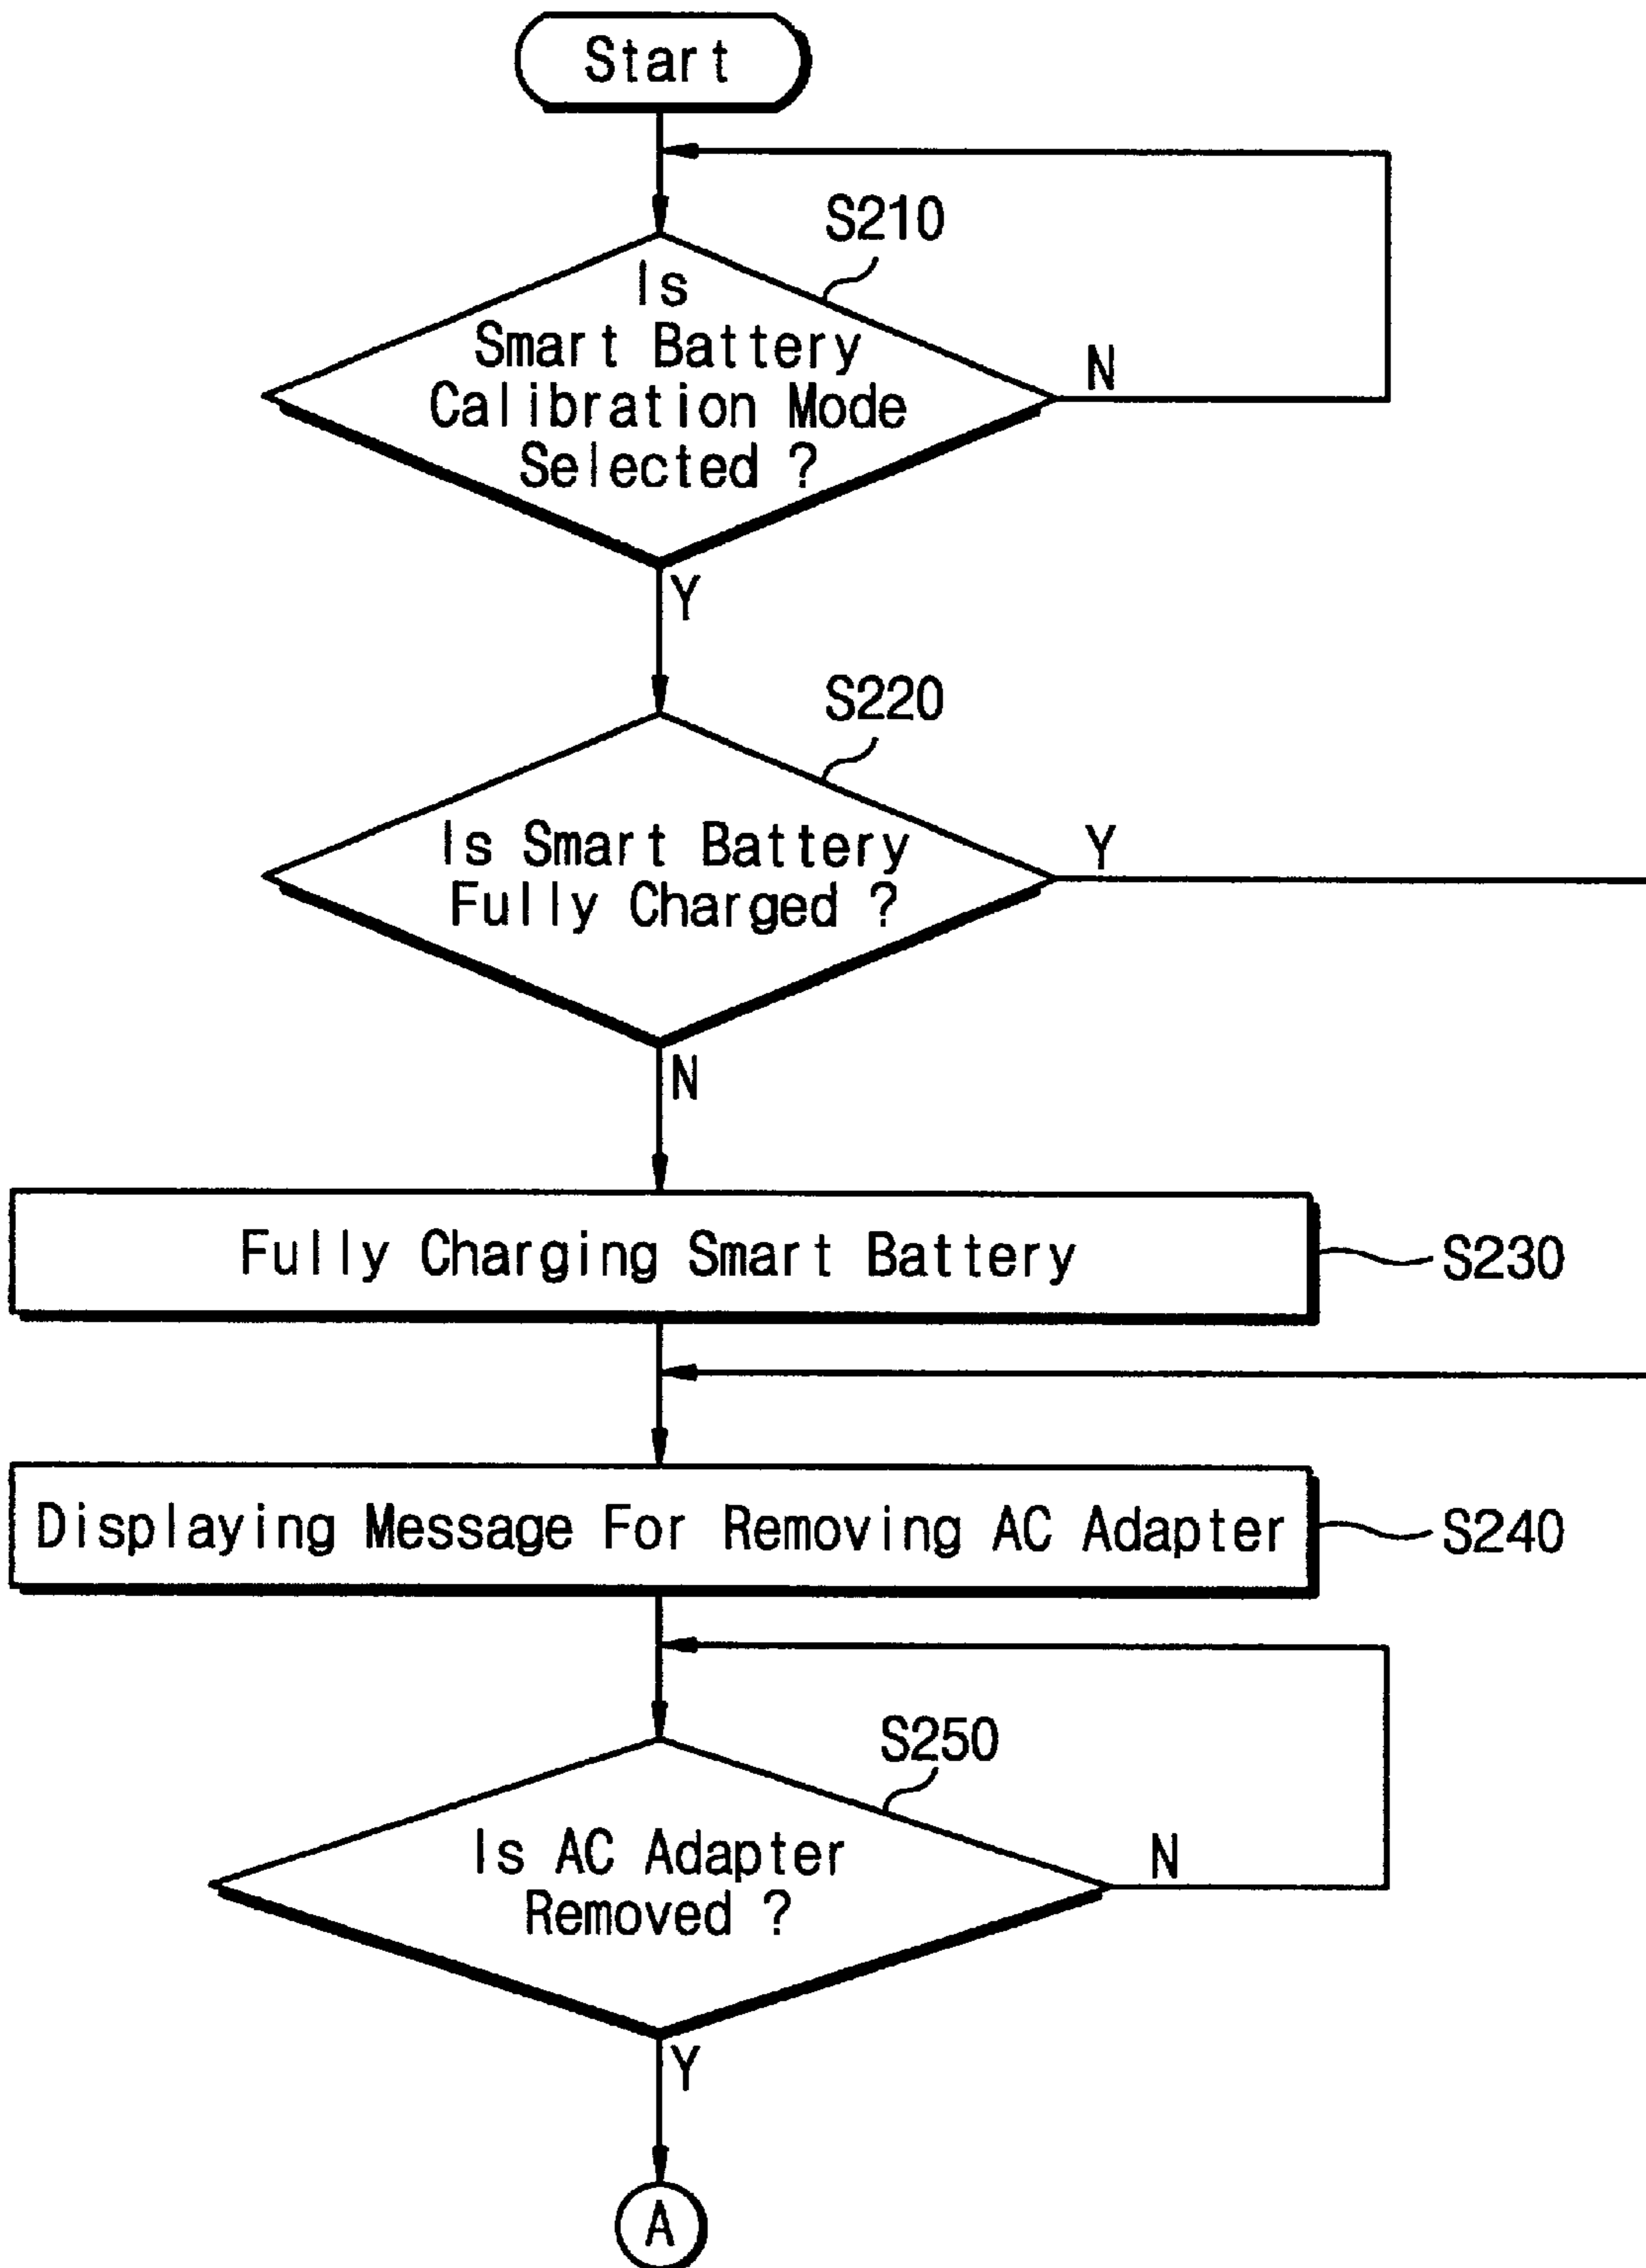 Start
S210
Is
Smart Battery
Calibration Mode
Selected ?
N
Y
S220
Is Smart Battery
Fully Charged ?
Y
N
Fully Charging Smart Battery
S230
Displaying Message For Removing AC Adapter
S240
S250
Is AC Adapter
Removed ?
N
Y
A